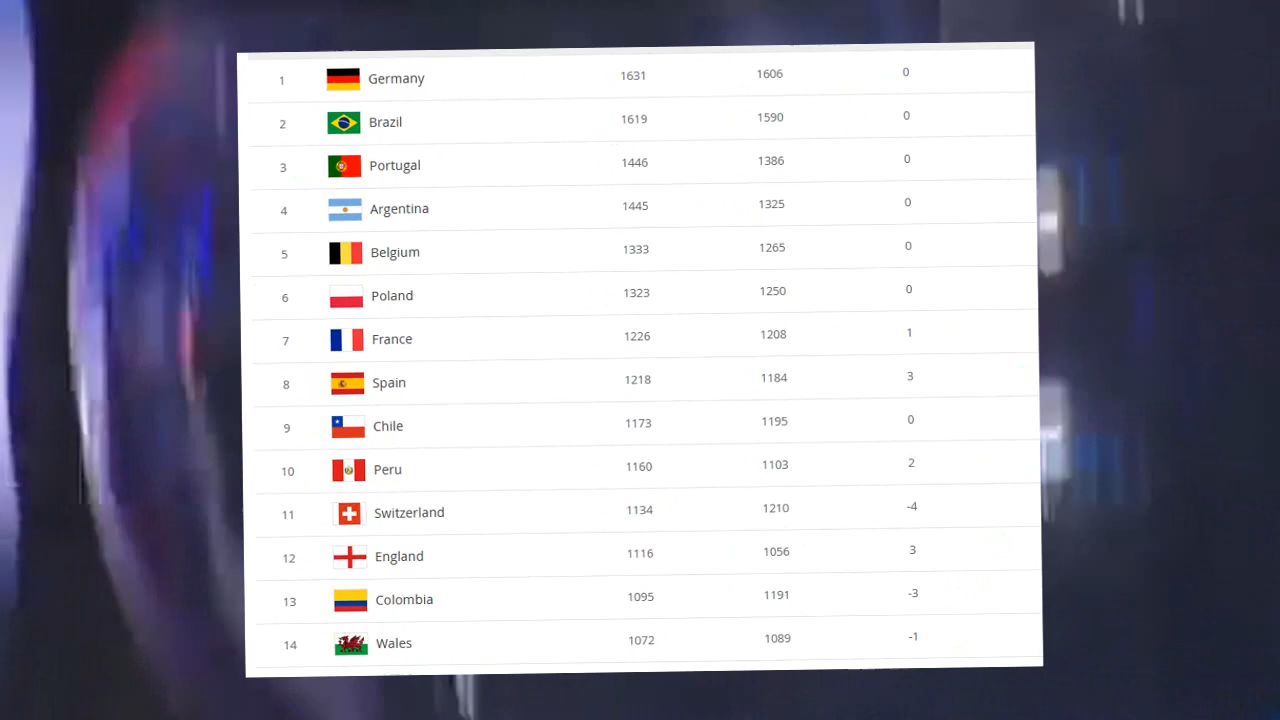 1 Germany 1631 1606 0
2 Brazil 1619 1590 0
3 Portugal 1446 1386 0
4 Argentina 1445 1325 0
5 Belgium 1333 1265 0
6 Poland 1323 1250 0
7 France 1226 1208 1
8 Spain 1218 1184 3
9 Chile 1173 1195 0
10 Peru 1160 1103 2
11 Switzerland 1134 1210 -4
12 England 1116 1056 3
13 Colombia 1095 1191 -3
14 Wales 1072 1089 -1